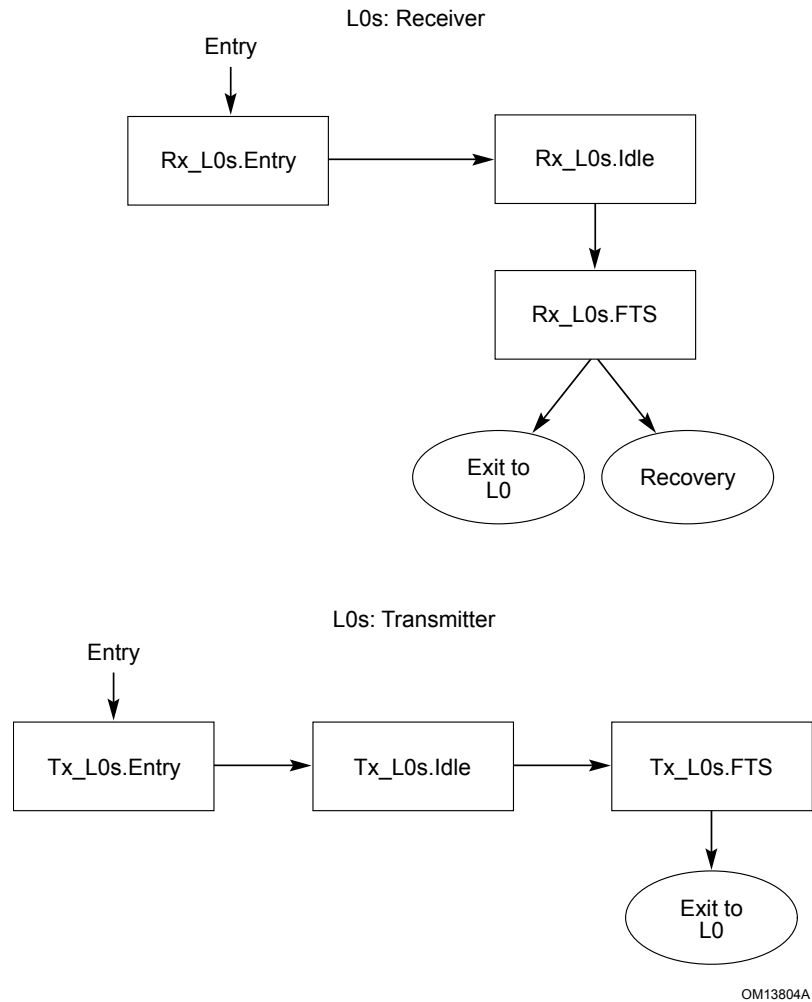 L0s: Receiver
Entry
Rx_L0s.Entry
Rx_L0s.Idle
Rx_L0s.FTS
Exit to
L0
Recovery
L0s: Transmitter
Entry
Tx_L0s.Entry
Tx_L0s.Idle
Tx_L0s.FTS
Exit to
L0
OM13804A